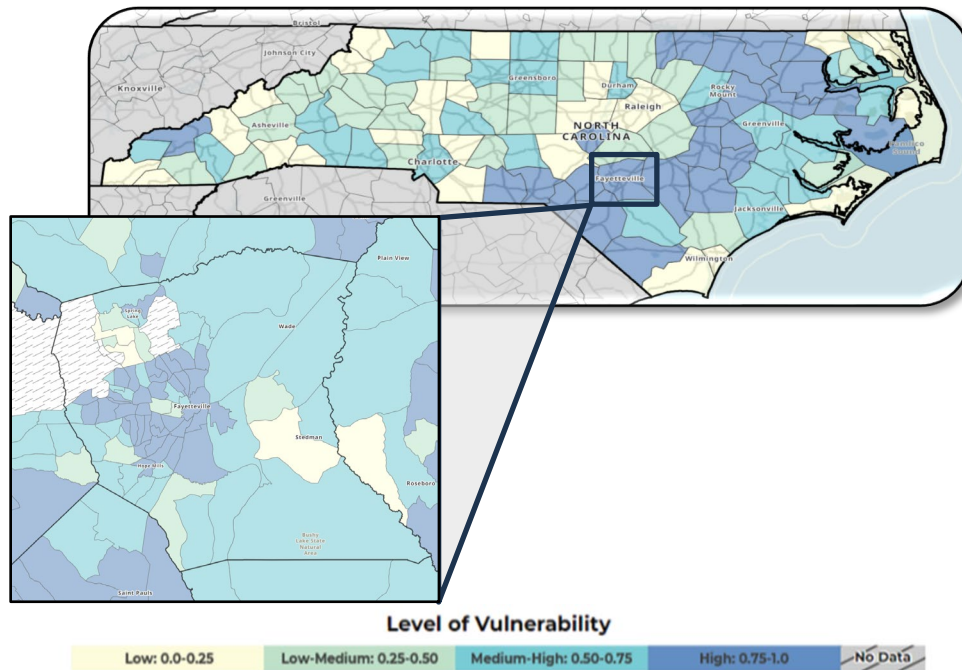 Bristol
Johnson City
Knoxville
Greensboro
Durham
Rocky
Mount
Raleigh
Asheville
NORTH
CAROLINA
Greenville
Charlotte
Fayetteville
Greenville
Jacksonville
Wilmington
Plain View
Spring
Lake
Wade
Fayetteville
Stedman
Hope Mills
Roseboro
Bushy
Lake State
Natural
Area
Saint Pauls
Level of Vulnerability
Low: 0.0-0.25 Low-Medium: 0.25-0.50 Medium-High: 0.50-0.75 High: 0.75-1.0 No Data